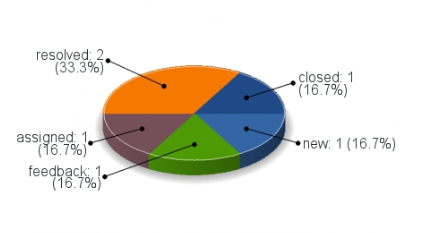 resolved: 2
(33.3%)
closed: 1
(16.7%)
new: 1 (16.7%)
assigned: 1
(16.7%)
feedback: 1
(16.7%)